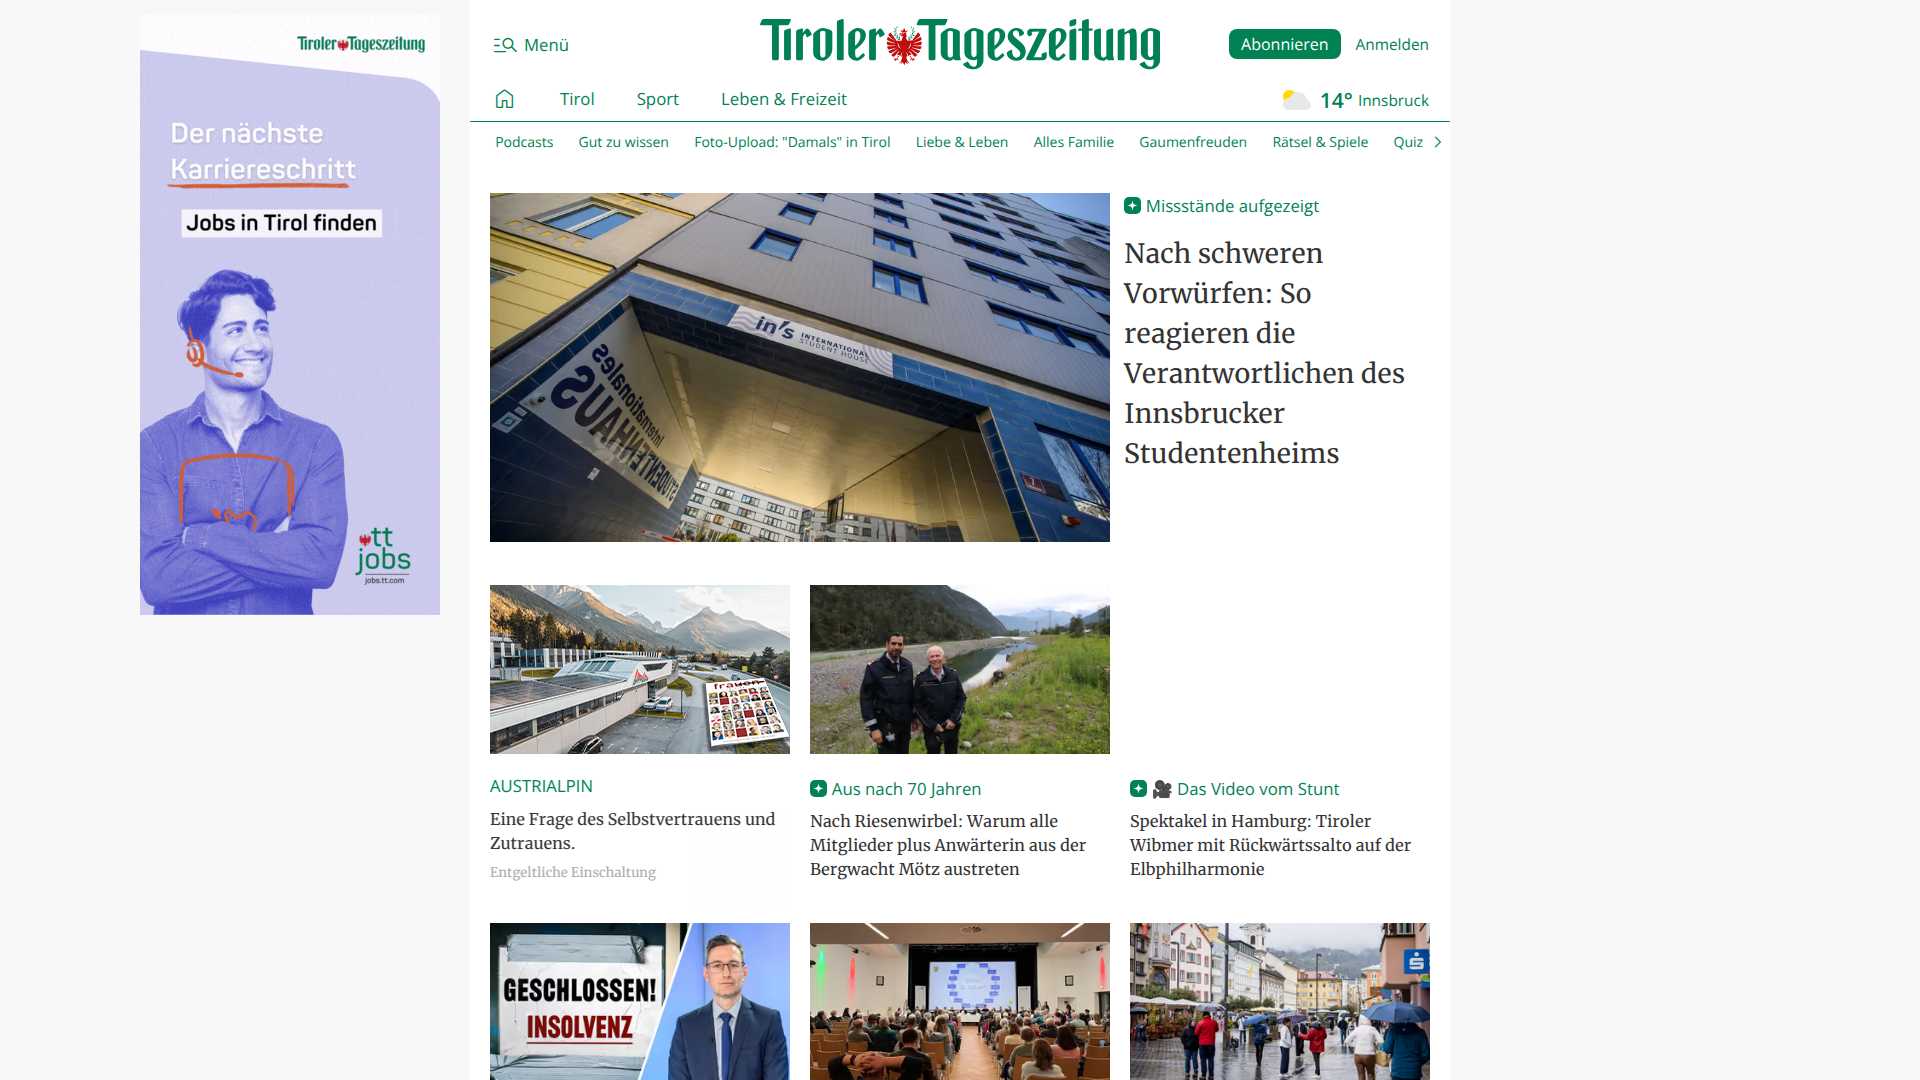 Tiroler Tageszeitung
Der nächste
Karriereschritt
Jobs in Tirol finden
tt
jobs
jobs.tt.com
Menü
Tiroler Tageszeitung
Abonnieren
Anmelden
Tirol
Sport
Leben & Freizeit
14° Innsbruck
Podcasts
Gut zu wissen
Foto-Upload: "Damals" in Tirol
Liebe & Leben
Alles Familie
Gaumenfreuden
Rätsel & Spiele
Quiz
in's INTERNATIONAL
STUDENT HOUSE
Internationales
STUDENTENHAUS
Missstände aufgezeigt
Nach schweren
Vorwürfen: So
reagieren die
Verantwortlichen des
Innsbrucker
Studentenheims
frauen
AUSTRIALPIN
Eine Frage des Selbstvertrauens und
Zutrauens.
Entgeltliche Einschaltung
Aus nach 70 Jahren
Nach Riesenwirbel: Warum alle
Mitglieder plus Anwärterin aus der
Bergwacht Mötz austreten
🎥 Das Video vom Stunt
Spektakel in Hamburg: Tiroler
Wibmer mit Rückwärtssalto auf der
Elbphilharmonie
GESCHLOSSEN!
INSOLVENZ